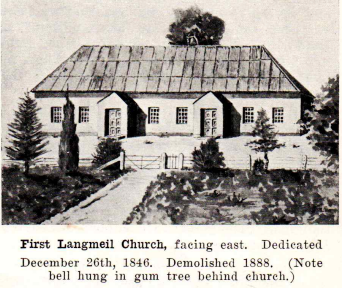 First Langmeil Church, facing east. Dedicated
December 26th, 1846. Demolished 1888. (Note
bell hung in gum tree behind church.)